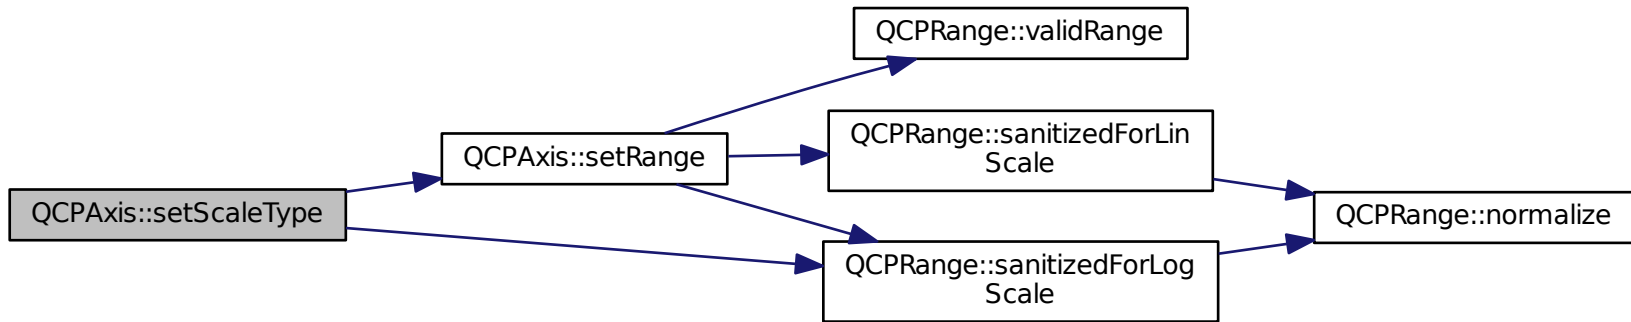 QCPRange::validRange
QCPRange::sanitizedForLin
Scale
QCPAxis::setRange
QCPAxis::setScaleType
QCPRange::normalize
QCPRange::sanitizedForLog
Scale